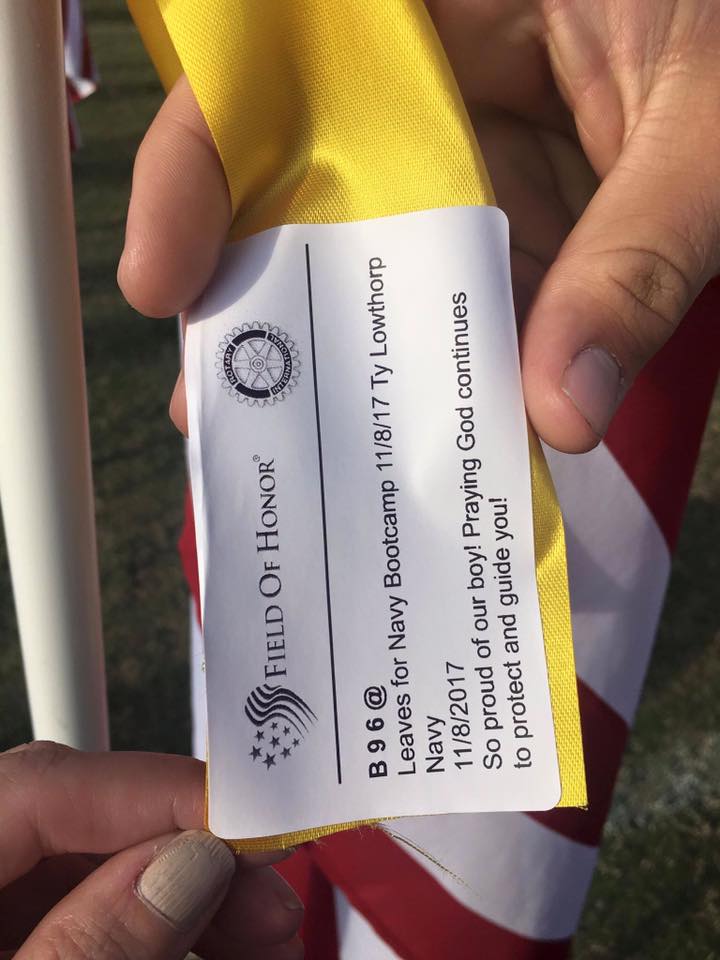 FIELD OF HONOR®
ROTARY INTERNATIONAL
B 9 6 @
Leaves for Navy Bootcamp 11/8/17 Ty Lowthorp
Navy
11/8/2017
So proud of our boy! Praying God continues
to protect and guide you!